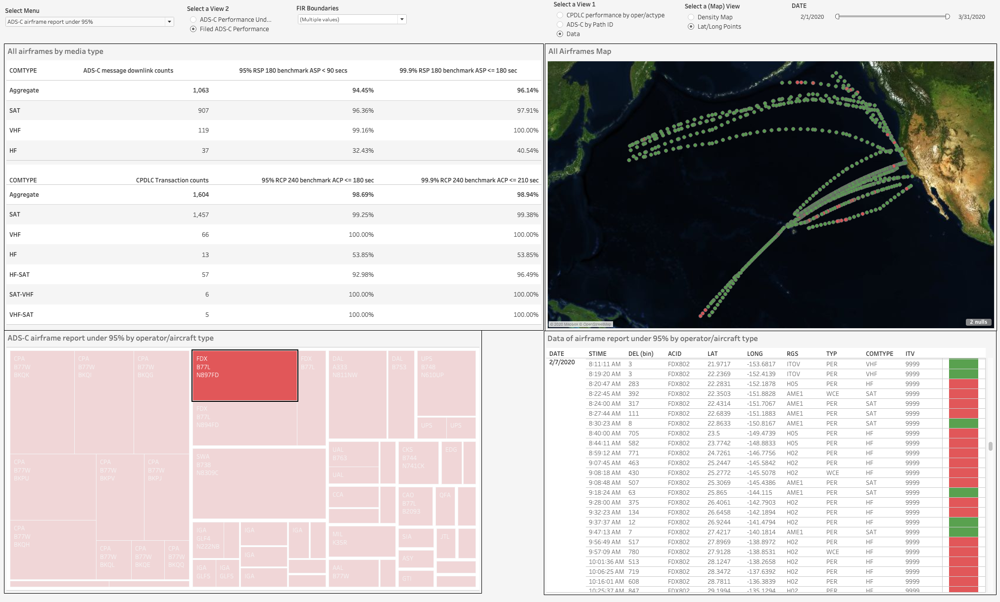 Select Menu
ADS-C airframe report under 95%
Select a View 2
ADS-C Performance Und...
Filed ADS-C Performance
FIR Boundaries
(Multiple values)
Select a View 1
CPDLC performance by oper/actype
ADS-C by Path ID
Data
Select a (Map) View
Density Map
Lat/Long Points
DATE
2/1/2020 3/31/2020
All airframes by media type
COMTYPE ADS-C message downlink counts 95% RSP 180 benchmark ASP < 90 secs 99.9% RSP 180 benchmark ASP <= 180 sec
Aggregate 1,063 94.45% 96.14%
SAT 907 96.36% 97.91%
VHF 119 99.16% 100.00%
HF 37 32.43% 40.54%
COMTYPE CPDLC Transaction counts 95% RCP 240 benchmark ACP <= 180 sec 99.9% RCP 240 benchmark ACP <= 210 sec
Aggregate 1,604 98.69% 98.94%
SAT 1,457 99.25% 99.38%
VHF 66 100.00% 100.00%
HF 13 53.85% 53.85%
HF-SAT 57 92.98% 96.49%
SAT-VHF 6 100.00% 100.00%
VHF-SAT 5 100.00% 100.00%
All Airframes Map
© 2020 Mapbox © OpenStreetMap
2 nulls
ADS-C airframe report under 95% by operator/aircraft type
CPA
B77W
BKQK
CPA
B77W
BKQI
CPA
B77W
BKQG
CPA
B77W
BKPU
CPA
B77W
BKPV
CPA
B77W
BKPJ
CPA
B77W
BKQH
CPA
B77W
BKQL
CPA
B77W
BKQE
CPA
B77W
BKQQ
FDX
B77L
N897FD
FDX
B77L
FDX
B77L
N894FD
SWA
B738
N8309C
IGA
GLF4
N222NB
IGA
IGA
IGA
IGA
GLF5
IGA
GLF5
IGA
DAL
A333
N811NW
DAL
B753
UPS
B748
N610UP
UPS
UPS
UAL
B763
UAL
CCA
MIL
K35R
AAL
B77W
CKS
B744
N741CK
EDG
CAO
B77L
B2093
QFA
SIA
JTL
ASY
GTI
Data of airframe report under 95% by operator/aircraft type
DATE STIME DEL (bin) ACID LAT LONG RGS TYP COMTYPE ITV
2/7/2020 8:11:11 AM 3 FDX802 21.9717 -153.6817 ITOV PER VHF 9999
8:19:20 AM 3 FDX802 22.2369 -152.4139 ITOV PER VHF 9999
8:20:47 AM 283 FDX802 22.2831 -152.1878 H05 PER HF 9999
8:22:45 AM 392 FDX802 22.3503 -151.8828 AME1 WCE SAT 9999
8:24:00 AM 317 FDX802 22.4314 -151.7067 AME1 PER SAT 9999
8:27:44 AM 111 FDX802 22.6839 -151.1883 AME1 PER SAT 9999
8:30:23 AM 8 FDX802 22.8633 -150.8167 AME1 PER SAT 9999
8:40:00 AM 705 FDX802 23.5 -149.4739 H05 PER HF 9999
8:44:11 AM 582 FDX802 23.7742 -148.8833 H05 PER HF 9999
8:59:12 AM 771 FDX802 24.7261 -146.7756 H02 PER HF 9999
9:07:45 AM 463 FDX802 25.2447 -145.5842 H02 PER HF 9999
9:08:18 AM 430 FDX802 25.2772 -145.5078 H02 WCE HF 9999
9:08:48 AM 507 FDX802 25.3069 -145.4386 AME1 PER SAT 9999
9:18:24 AM 63 FDX802 25.865 -144.115 AME1 PER SAT 9999
9:28:00 AM 375 FDX802 26.4061 -142.7903 H02 PER HF 9999
9:32:23 AM 134 FDX802 26.6458 -142.1894 H02 PER HF 9999
9:37:37 AM 12 FDX802 26.9244 -141.4794 H02 PER HF 9999
9:47:13 AM 7 FDX802 27.4217 -140.1814 AME1 PER SAT 9999
9:56:49 AM 517 FDX802 27.8969 -138.8972 H02 PER HF 9999
9:57:09 AM 780 FDX802 27.9128 -138.8531 H02 WCE HF 9999
10:01:36 AM 513 FDX802 28.1247 -138.2658 H02 PER HF 9999
10:06:25 AM 719 FDX802 28.3472 -137.6392 H02 PER HF 9999
10:16:01 AM 608 FDX802 28.7811 -136.3839 H02 PER HF 9999
10:25:37 AM 847 FDX802 29.1994 -135.1294 H02 PER HF 9999